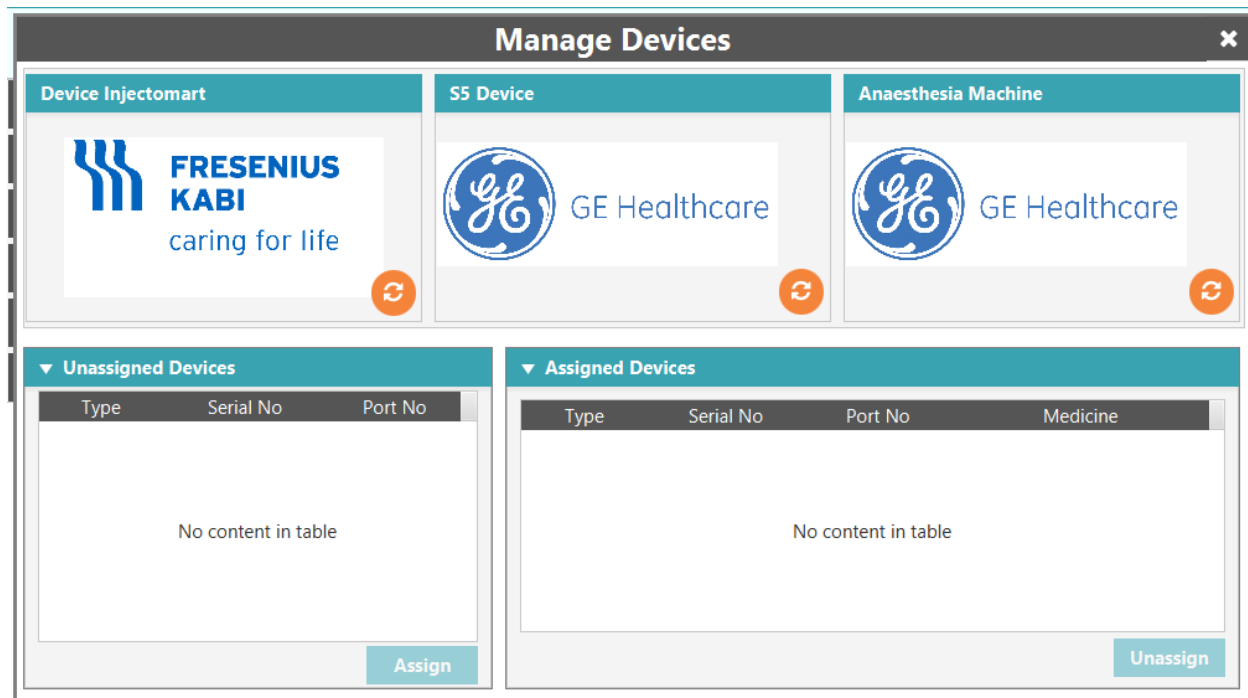 Manage Devices
Device Injectomart
S5 Device
Anaesthesia Machine
FRESENIUS
KABI
caring for life
GE Healthcare
GE Healthcare
Unassigned Devices
Type Serial No Port No
No content in table
Assign
Assigned Devices
Type Serial No Port No Medicine
No content in table
Unassign